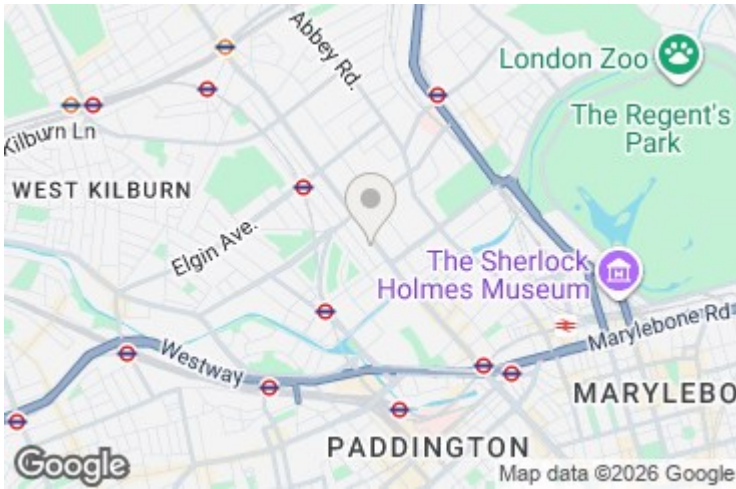 Abbey Rd.
London Zoo
The Regent's
Park
Kilburn Ln
WEST KILBURN
Elgin Ave.
The Sherlock
Holmes Museum
Marylebone Rd
Westway
MARYLEBO
PADDINGTON
Google
Map data ©2026 Google